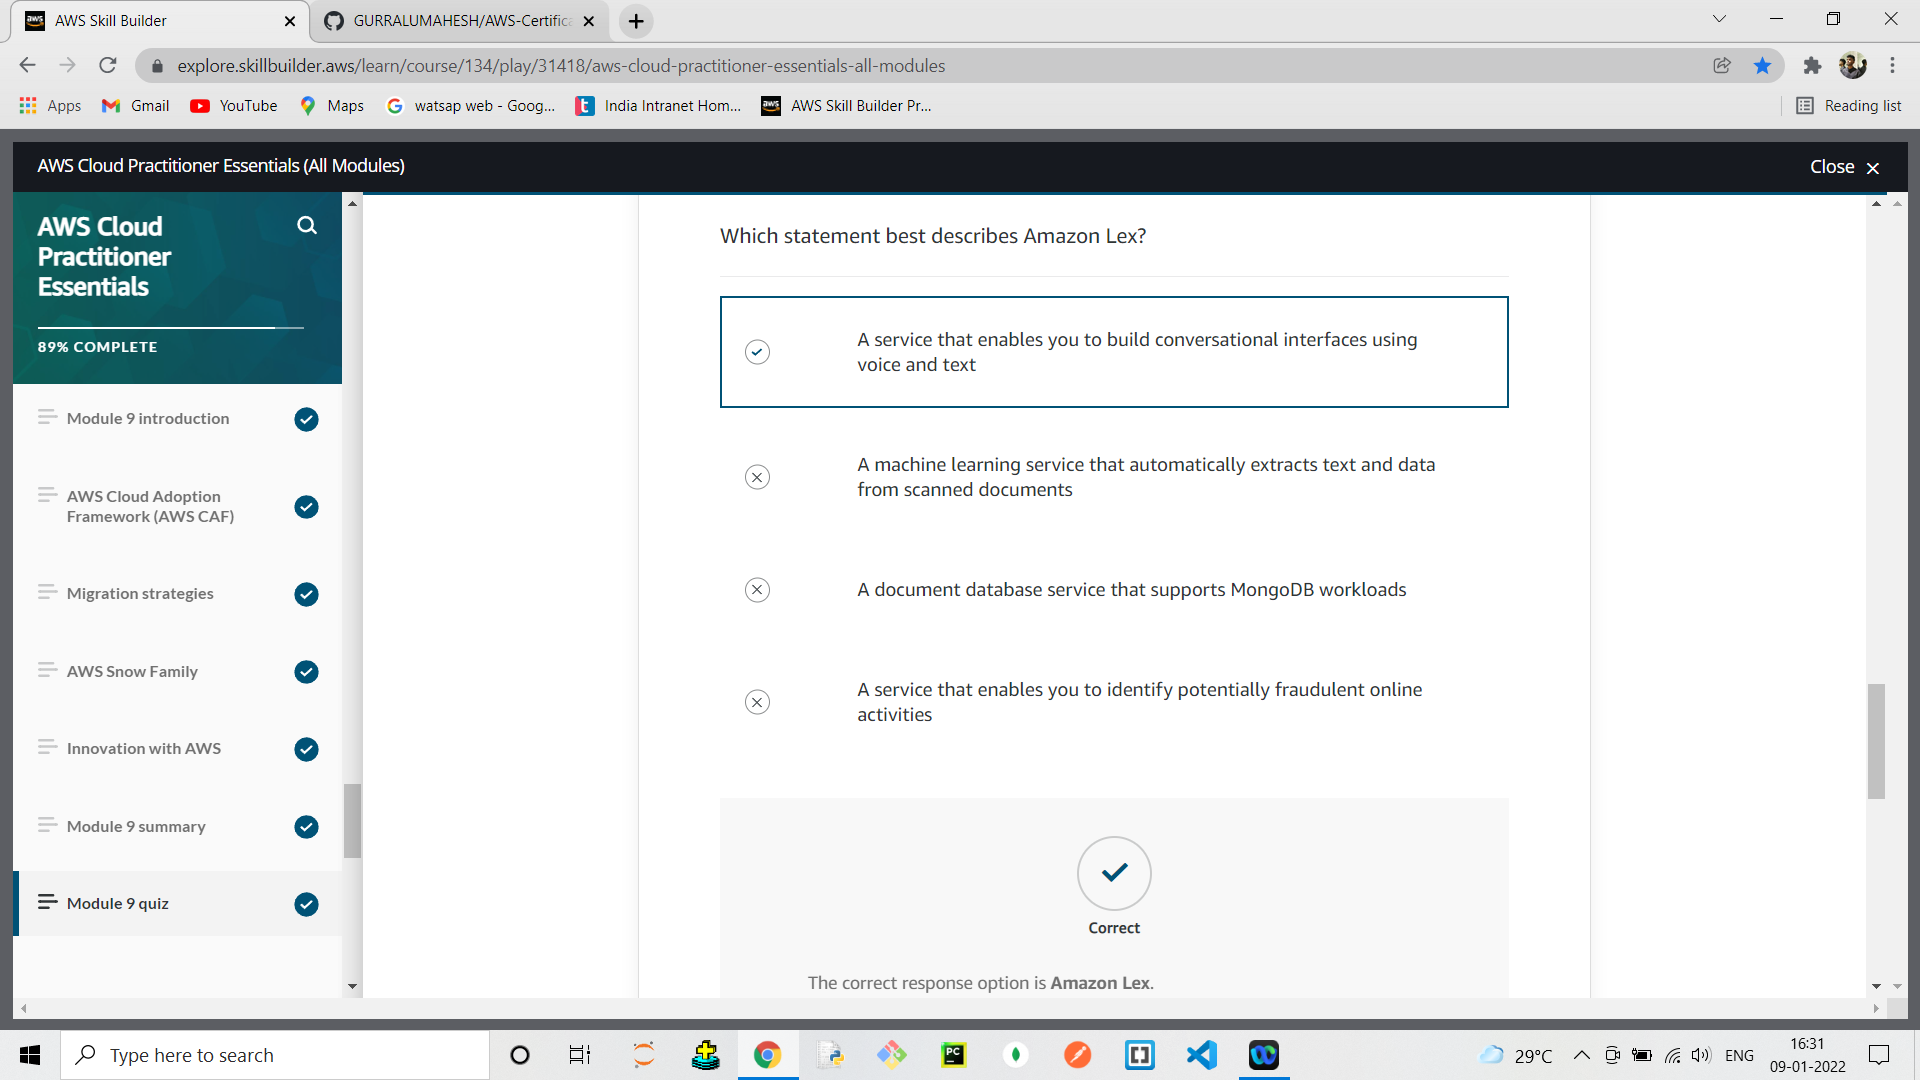 AWS Skill Builder
GURRALUMAHESH/AWS-Certifica
explore.skillbuilder.aws/learn/course/134/play/31418/aws-cloud-practitioner-essentials-all-modules
Apps
Gmail
YouTube
Maps
watsap web - Goog...
India Intranet Hom...
aws
AWS Skill Builder Pr...
Reading list
AWS Cloud Practitioner Essentials (All Modules)
Close
AWS Cloud
Practitioner
Essentials
89% COMPLETE
Module 9 introduction
AWS Cloud Adoption
Framework (AWS CAF)
Migration strategies
AWS Snow Family
Innovation with AWS
Module 9 summary
Module 9 quiz
Which statement best describes Amazon Lex?
A service that enables you to build conversational interfaces using
voice and text
A machine learning service that automatically extracts text and data
from scanned documents
A document database service that supports MongoDB workloads
A service that enables you to identify potentially fraudulent online
activities
Correct
The correct response option is Amazon Lex.
Type here to search
PC
29°C
ENG
16:31
09-01-2022